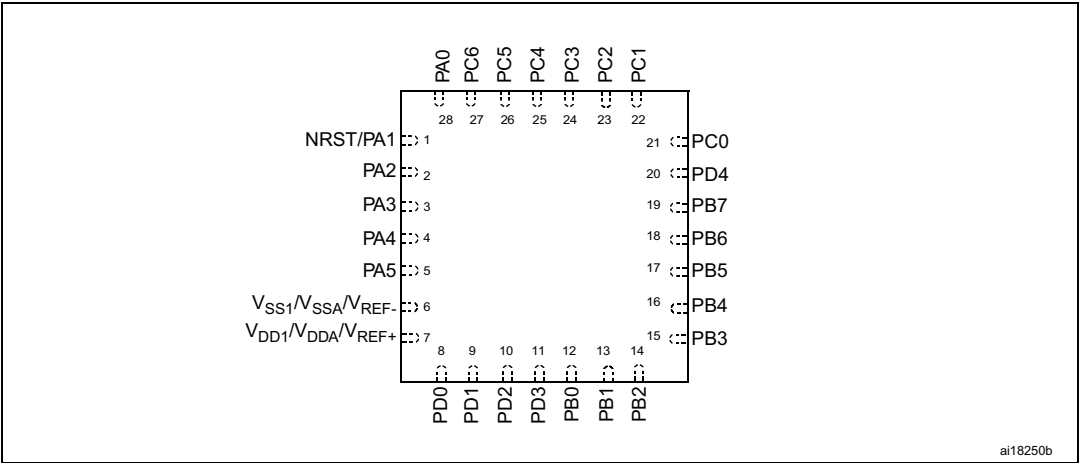 PA0 PC6 PC5 PC4 PC3 PC2 PC1
28 27 26 25 24 23 22
NRST/PA1 1 21 PC0
PA2 2 20 PD4
PA3 3 19 PB7
PA4 4 18 PB6
PA5 5 17 PB5
VSS1/VSSA/VREF- 6 16 PB4
VDD1/VDDA/VREF+ 7 15 PB3
8 9 10 11 12 13 14
PD0 PD1 PD2 PD3 PB0 PB1 PB2
ai18250b